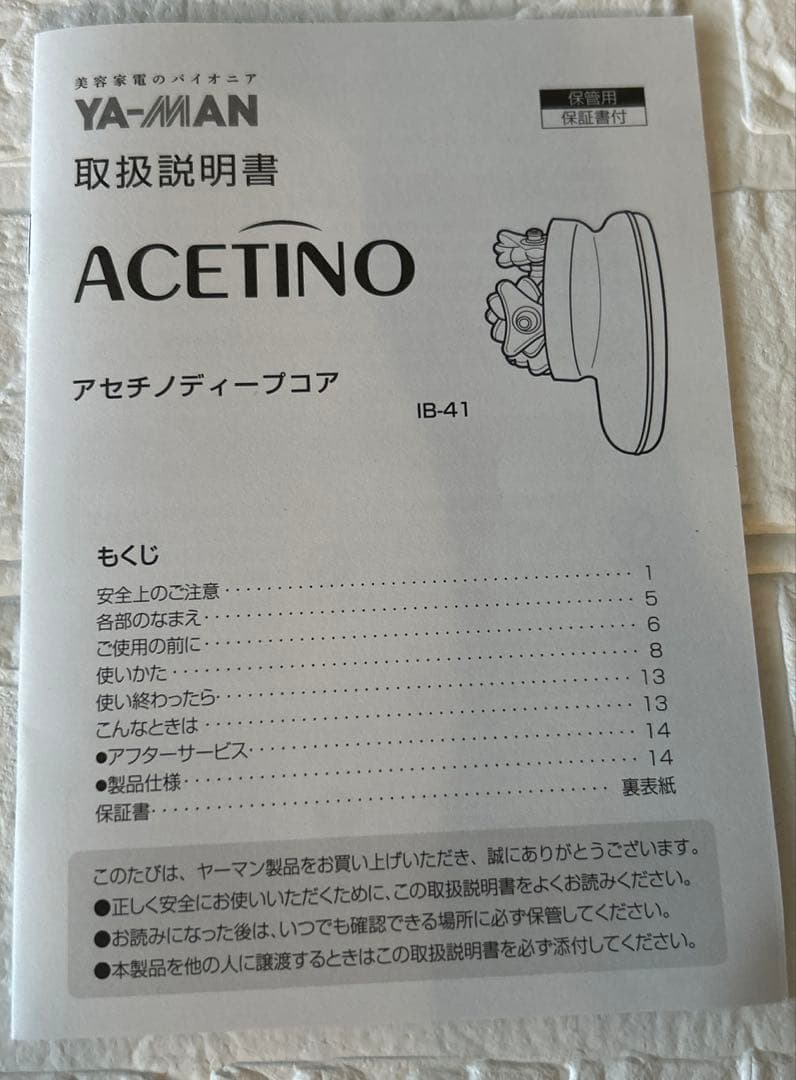 美容家電のパイオニア
YA-MAN
保管用
保証書付
取扱説明書
ACETINO
アセチノディープコア
IB-41
もくじ
安全上のご注意 1
各部のなまえ 5
ご使用の前に 6
使いかた 8
使い終わったら 13
こんなときは 13
●アフターサービス 14
●製品仕様 14
保証書 裏表紙
このたびは、ヤーマン製品をお買い上げいただき、誠にありがとうございます。
●正しく安全にお使いいただくために、この取扱説明書をよくお読みください。
●お読みになった後は、いつでも確認できる場所に必ず保管してください。
●本製品を他の人に譲渡するときはこの取扱説明書を必ず添付してください。